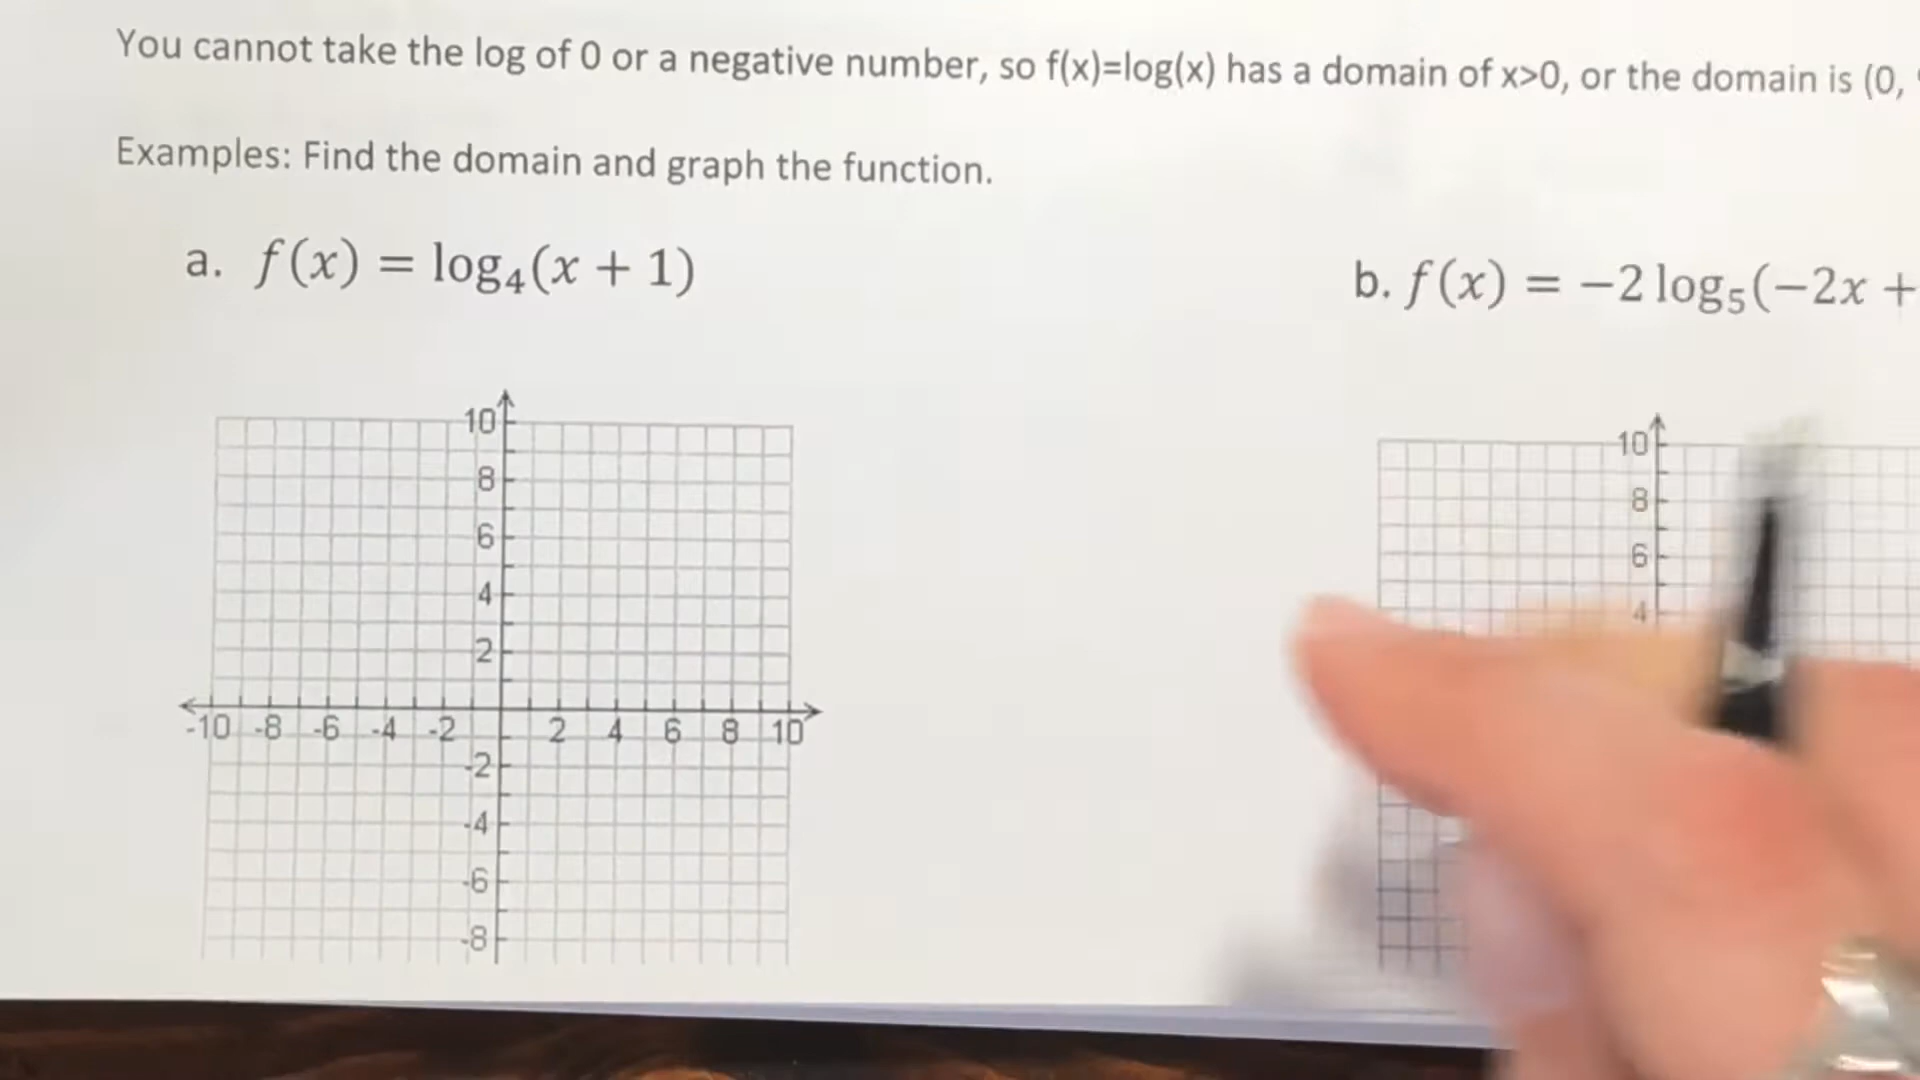 You cannot take the log of 0 or a negative number, so f(x)=log(x) has a domain of x>0, or the domain is (0,
Examples: Find the domain and graph the function.
a. f(x) = log₄(x + 1)
b. f(x) = −2 log₅(−2x +
10
8
6
4
2
-10 -8 -6 -4 -2 2 4 6 8 10
-2
-4
-6
-8
10
8
6
4